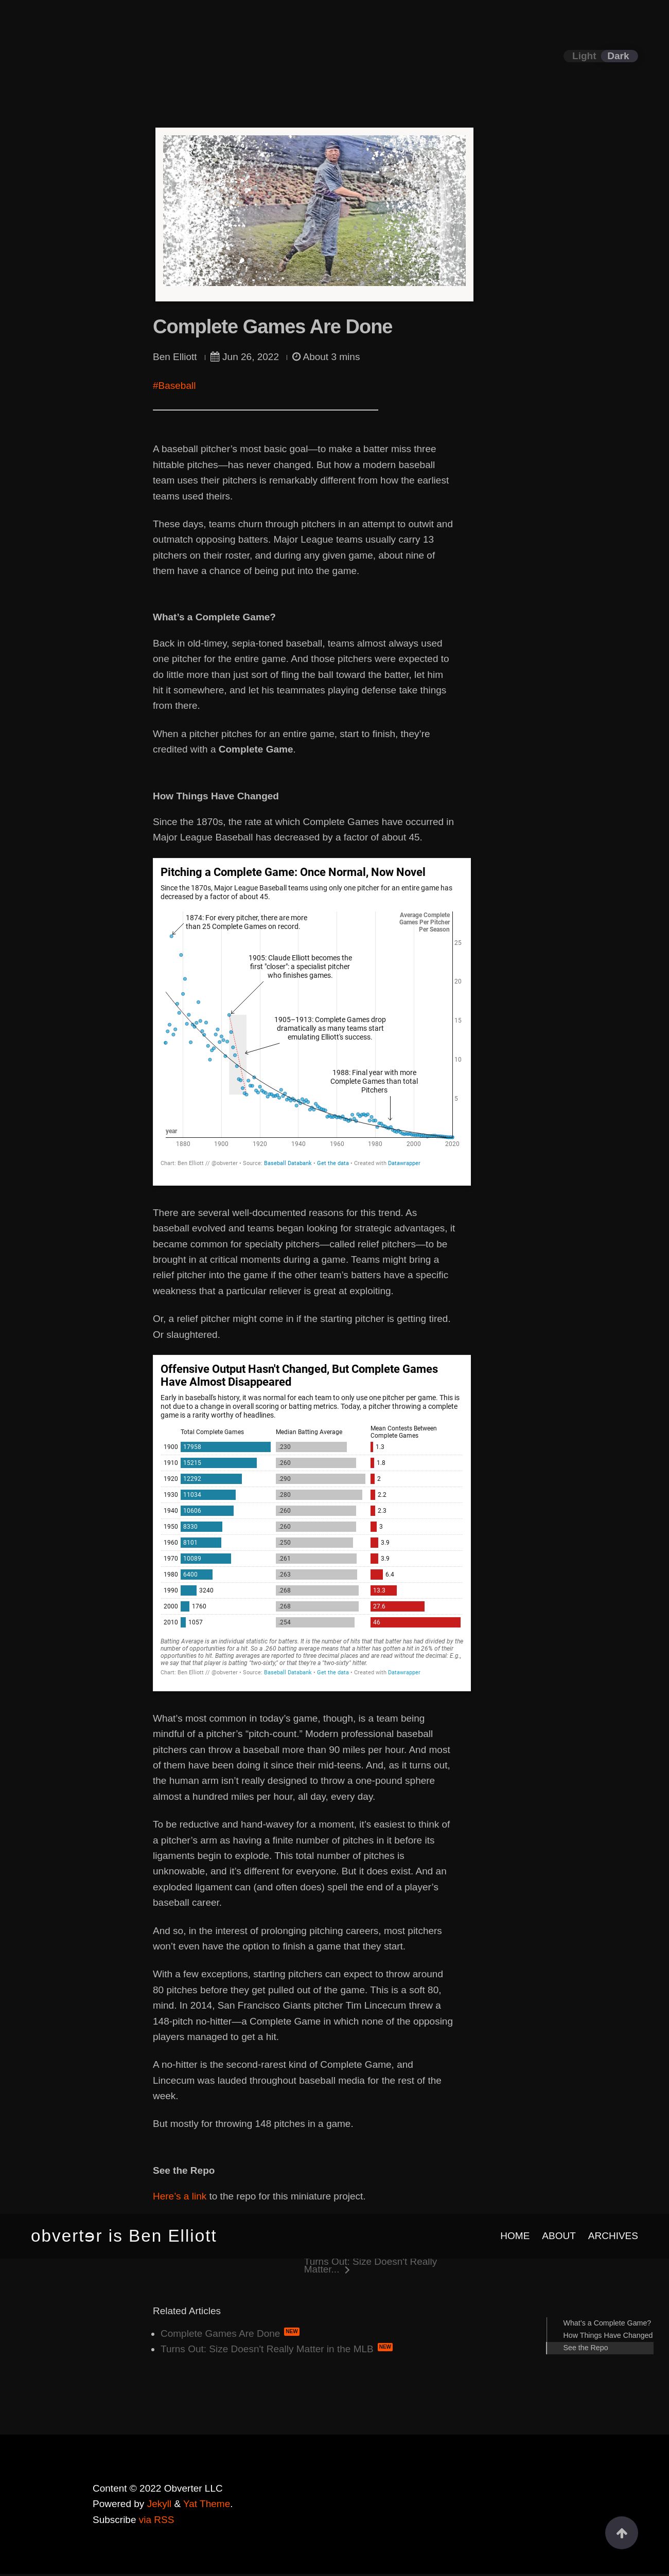 Light Dark
Complete Games Are Done
Ben Elliott Jun 26, 2022 About 3 mins
#Baseball
A baseball pitcher’s most basic goal—to make a batter miss three
hittable pitches—has never changed. But how a modern baseball
team uses their pitchers is remarkably different from how the earliest
teams used theirs.
These days, teams churn through pitchers in an attempt to outwit and
outmatch opposing batters. Major League teams usually carry 13
pitchers on their roster, and during any given game, about nine of
them have a chance of being put into the game.
What’s a Complete Game?
Back in old-timey, sepia-toned baseball, teams almost always used
one pitcher for the entire game. And those pitchers were expected to
do little more than just sort of fling the ball toward the batter, let him
hit it somewhere, and let his teammates playing defense take things
from there.
When a pitcher pitches for an entire game, start to finish, they’re
credited with a Complete Game.
How Things Have Changed
Since the 1870s, the rate at which Complete Games have occurred in
Major League Baseball has decreased by a factor of about 45.
Pitching a Complete Game: Once Normal, Now Novel
Since the 1870s, Major League Baseball teams using only one pitcher for an entire game has
decreased by a factor of about 45.
1874: For every pitcher, there are more
than 25 Complete Games on record.
Average Complete
Games Per Pitcher
Per Season
25
1905: Claude Elliott becomes the
first "closer": a specialist pitcher
who finishes games.
20
1905–1913: Complete Games drop
dramatically as many teams start
emulating Elliott's success.
15
10
1988: Final year with more
Complete Games than total
Pitchers
5
year
1880 1900 1920 1940 1960 1980 2000 2020
Chart: Ben Elliott // @obverter • Source: Baseball Databank • Get the data • Created with Datawrapper
There are several well-documented reasons for this trend. As
baseball evolved and teams began looking for strategic advantages, it
became common for specialty pitchers—called relief pitchers—to be
brought in at critical moments during a game. Teams might bring a
relief pitcher into the game if the other team’s batters have a specific
weakness that a particular reliever is great at exploiting.
Or, a relief pitcher might come in if the starting pitcher is getting tired.
Or slaughtered.
Offensive Output Hasn't Changed, But Complete Games
Have Almost Disappeared
Early in baseball's history, it was normal for each team to only use one pitcher per game. This is
not due to a change in overall scoring or batting metrics. Today, a pitcher throwing a complete
game is a rarity worthy of headlines.
Total Complete Games Median Batting Average Mean Contests Between
Complete Games
1900 17958 .230 1.3
1910 15215 .260 1.8
1920 12292 .290 2
1930 11034 .280 2.2
1940 10606 .260 2.3
1950 8330 .260 3
1960 8101 .250 3.9
1970 10089 .261 3.9
1980 6400 .263 6.4
1990 3240 .268 13.3
2000 1760 .268 27.6
2010 1057 .254 46
Batting Average is an individual statistic for batters. It is the number of hits that that batter has had divided by the
number of opportunities for a hit. So a .260 batting average means that a hitter has gotten a hit in 26% of their
opportunities to hit. Batting averages are reported to three decimal places and are read without the decimal: E.g.,
we say that that player is batting "two-sixty," or that they're a "two-sixty" hitter.
Chart: Ben Elliott // @obverter • Source: Baseball Databank • Get the data • Created with Datawrapper
What’s most common in today’s game, though, is a team being
mindful of a pitcher’s “pitch-count.” Modern professional baseball
pitchers can throw a baseball more than 90 miles per hour. And most
of them have been doing it since their mid-teens. And, as it turns out,
the human arm isn’t really designed to throw a one-pound sphere
almost a hundred miles per hour, all day, every day.
To be reductive and hand-wavey for a moment, it’s easiest to think of
a pitcher’s arm as having a finite number of pitches in it before its
ligaments begin to explode. This total number of pitches is
unknowable, and it’s different for everyone. But it does exist. And an
exploded ligament can (and often does) spell the end of a player’s
baseball career.
And so, in the interest of prolonging pitching careers, most pitchers
won’t even have the option to finish a game that they start.
With a few exceptions, starting pitchers can expect to throw around
80 pitches before they get pulled out of the game. This is a soft 80,
mind. In 2014, San Francisco Giants pitcher Tim Lincecum threw a
148-pitch no-hitter—a Complete Game in which none of the opposing
players managed to get a hit.
A no-hitter is the second-rarest kind of Complete Game, and
Lincecum was lauded throughout baseball media for the rest of the
week.
But mostly for throwing 148 pitches in a game.
See the Repo
Here’s a link to the repo for this miniature project.
obvertɘr is Ben Elliott HOME ABOUT ARCHIVES
Turns Out: Size Doesn't Really
Matter...
Related Articles
What’s a Complete Game?
Complete Games Are Done NEW
How Things Have Changed
Turns Out: Size Doesn't Really Matter in the MLB NEW
See the Repo
Content © 2022 Obverter LLC
Powered by Jekyll & Yat Theme.
Subscribe via RSS